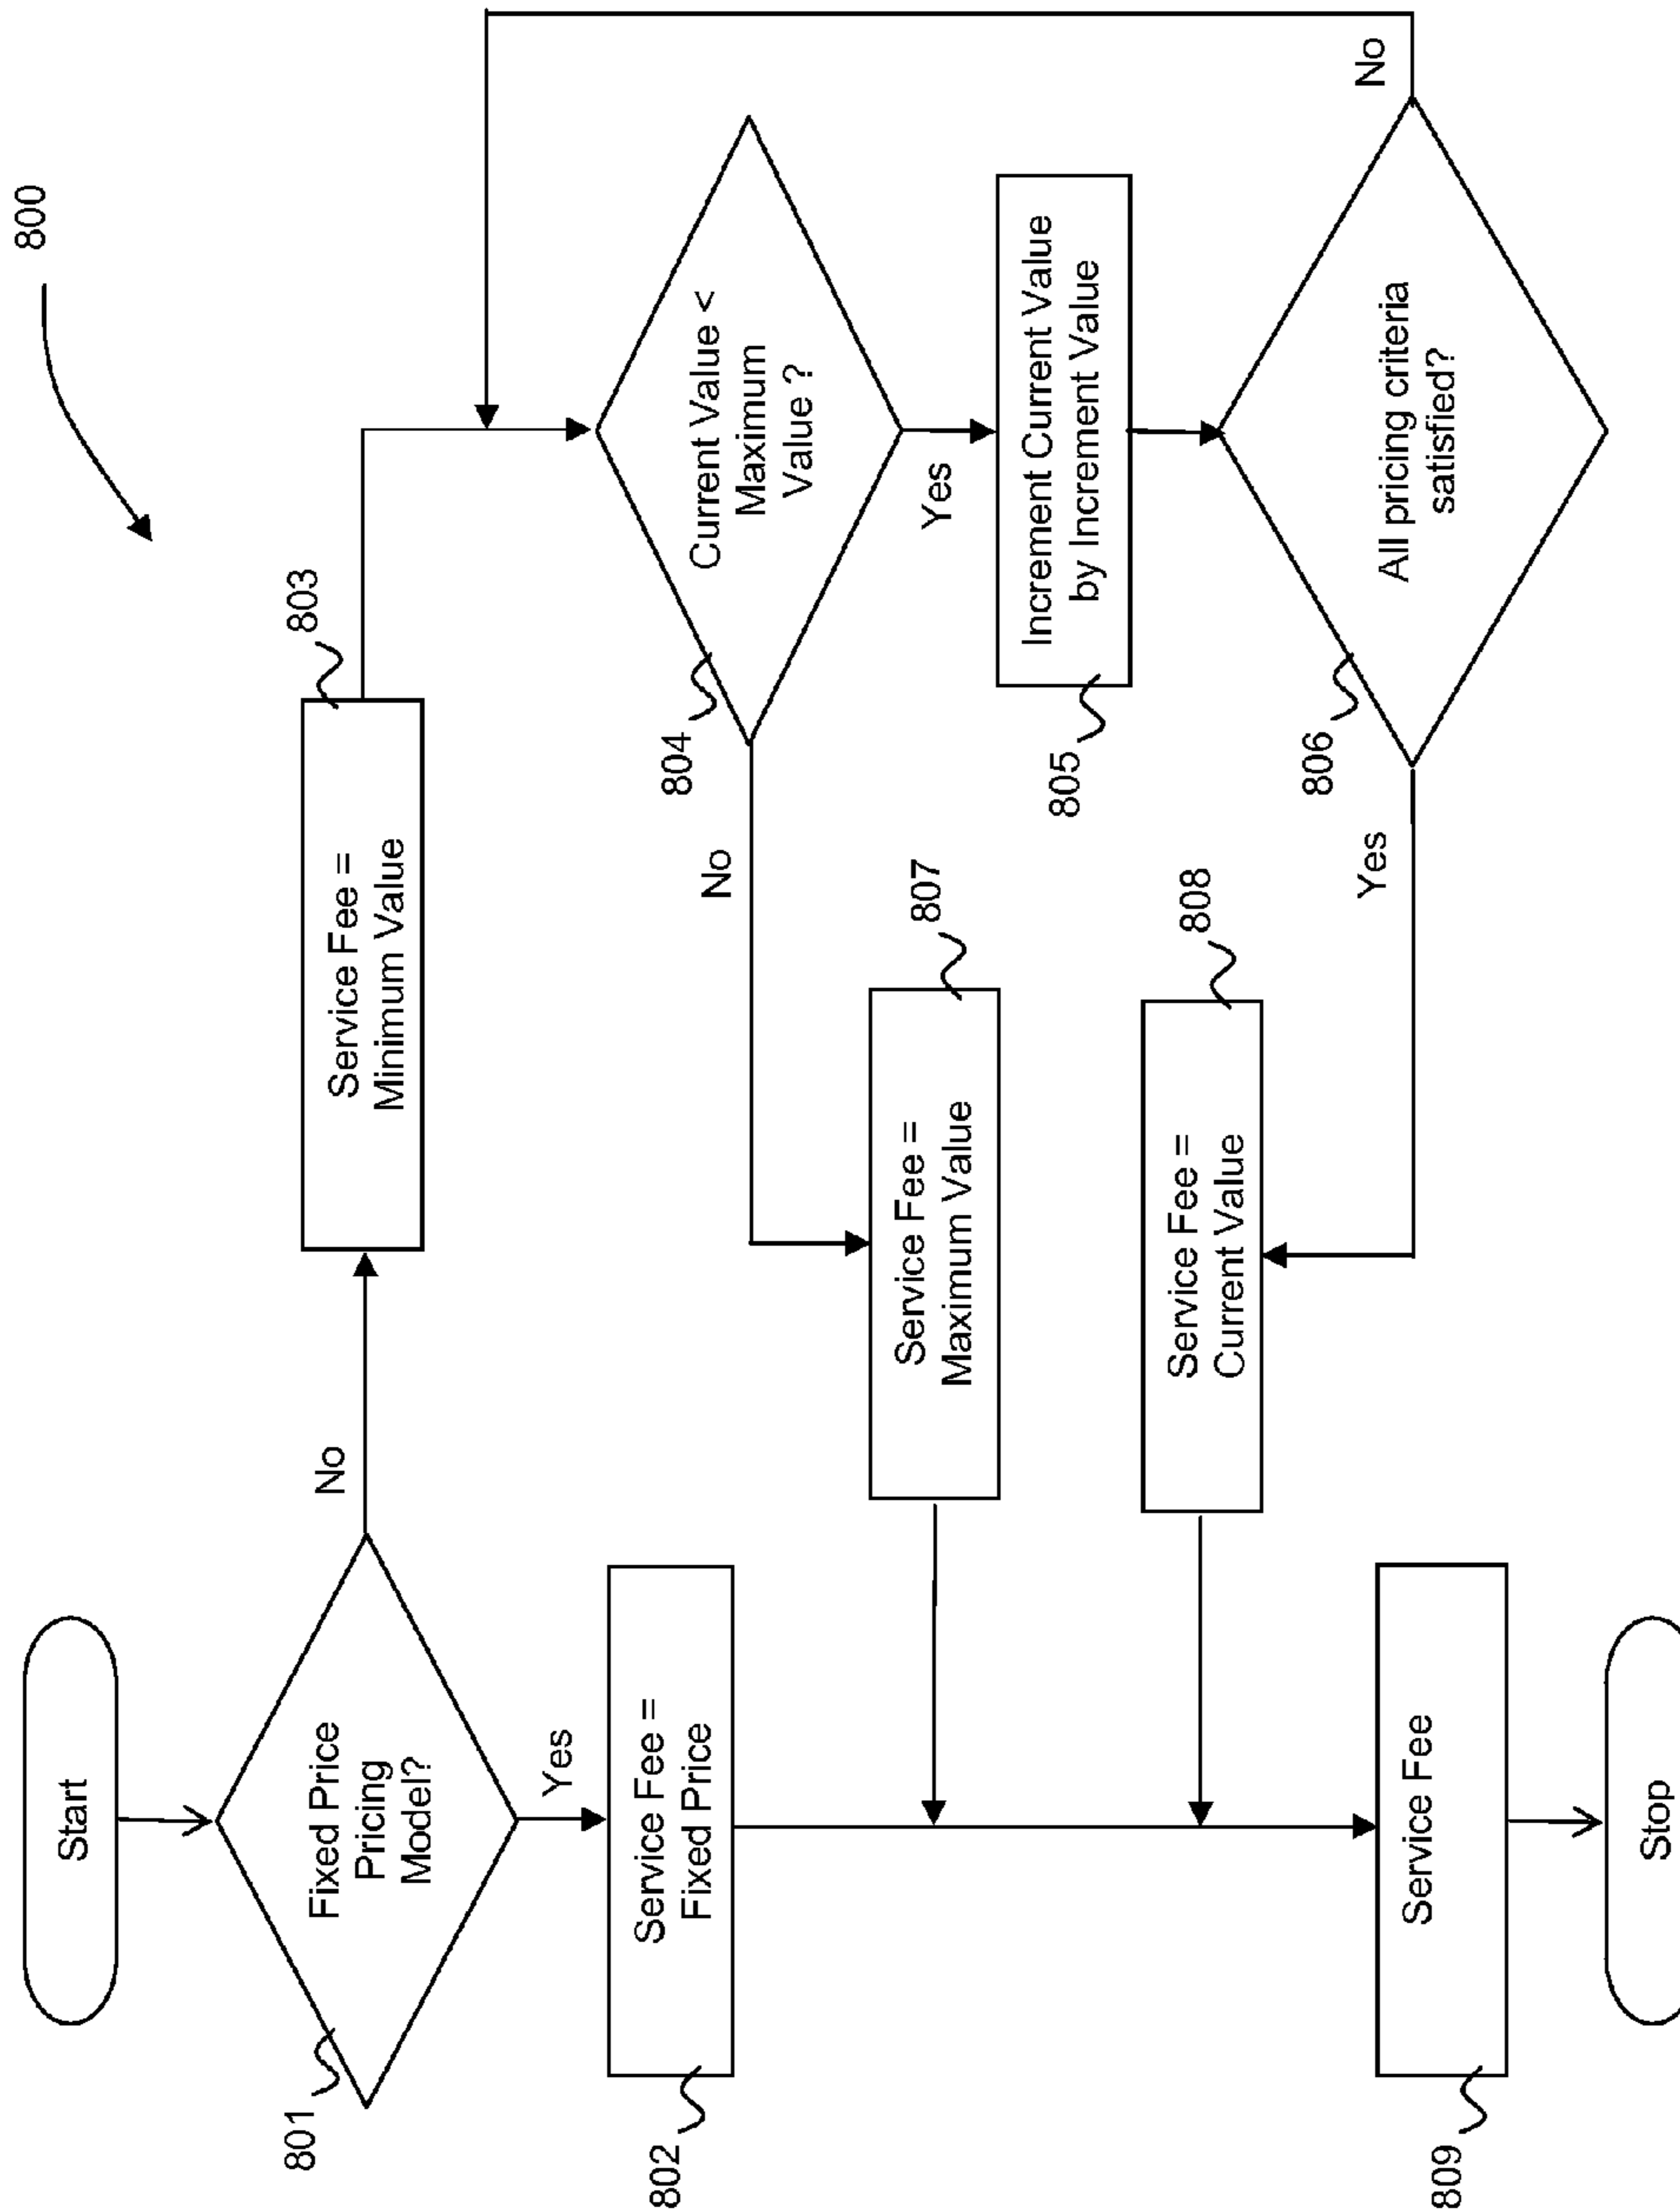 800
Start
801
Fixed Price
Pricing
Model?
No
Yes
802
Service Fee =
Fixed Price
803
Service Fee =
Minimum Value
804
Current Value <
Maximum
Value ?
No
Yes
805
Increment Current Value
by Increment Value
806
All pricing criteria
satisfied?
No
Yes
807
Service Fee =
Maximum Value
808
Service Fee =
Current Value
809
Service Fee
Stop